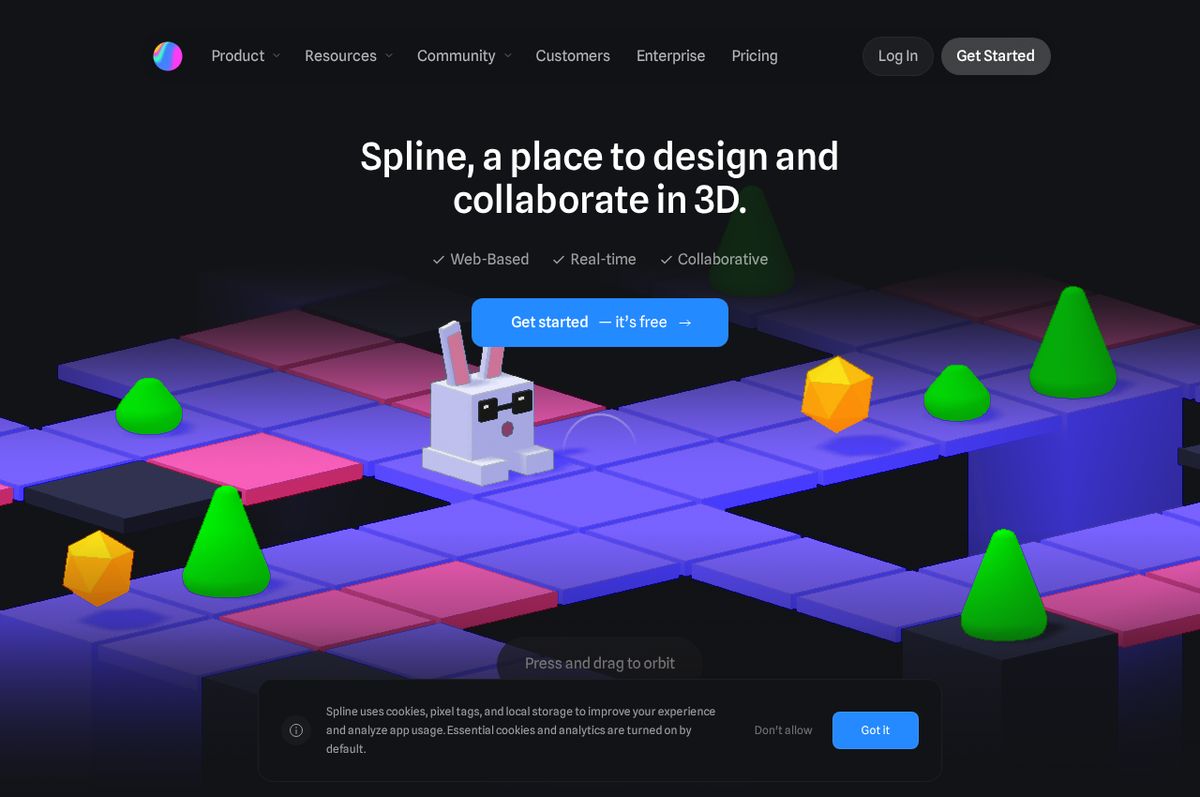 Product Resources Community Customers Enterprise Pricing Log In Get Started
Spline, a place to design and
collaborate in 3D.
Web-Based Real-time Collaborative
Get started — it's free →
Press and drag to orbit
Spline uses cookies, pixel tags, and local storage to improve your experience
and analyze app usage. Essential cookies and analytics are turned on by
default.
Don't allow Got it